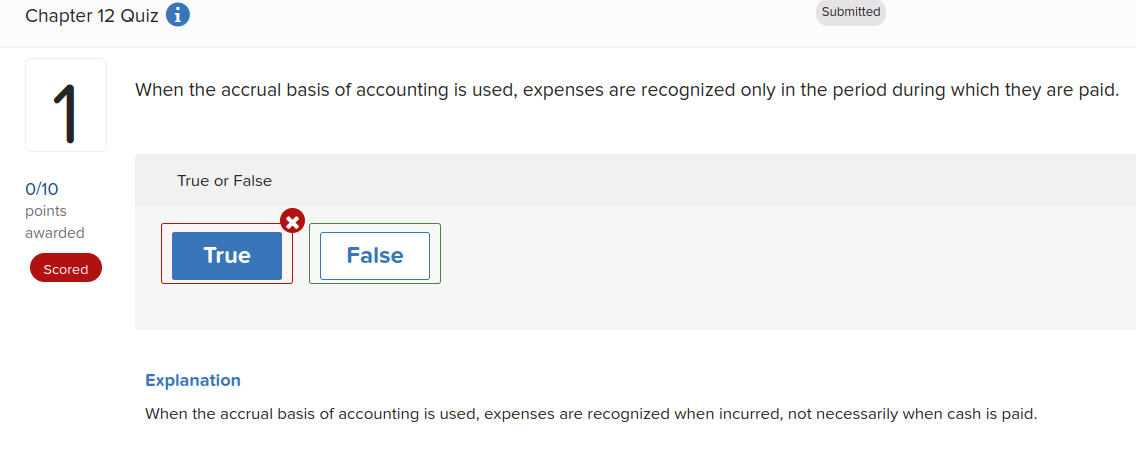 Chapter 12 Quiz
Submitted
1
When the accrual basis of accounting is used, expenses are recognized only in the period during which they are paid.
0/10
points
awarded
Scored
True or False
True
False
Explanation
When the accrual basis of accounting is used, expenses are recognized when incurred, not necessarily when cash is paid.